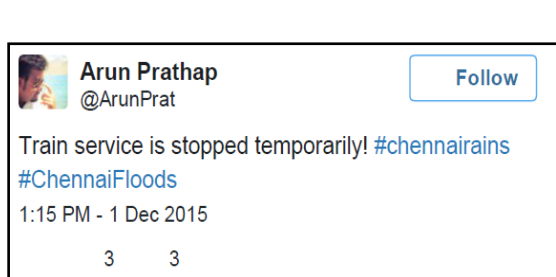 Arun Prathap
@ArunPrat
Follow
Train service is stopped temporarily! #chennairains
#ChennaiFloods
1:15 PM - 1 Dec 2015
3 3